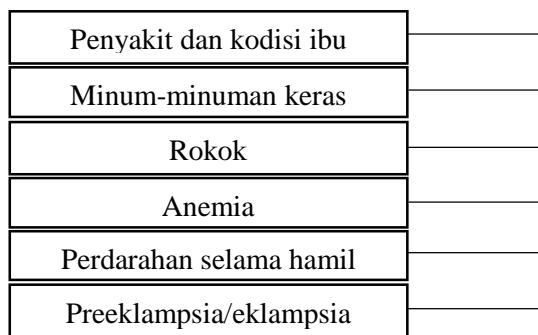 Penyakit dan kodisi ibu
Minum-minuman keras
Rokok
Anemia
Perdarahan selama hamil
Preeklampsia/eklampsia